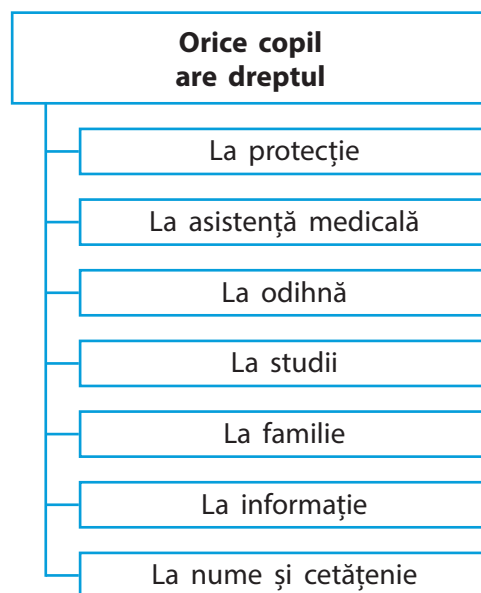 Orice copil
are dreptul
La protecție
La asistență medicală
La odihnă
La studii
La familie
La informație
La nume și cetățenie